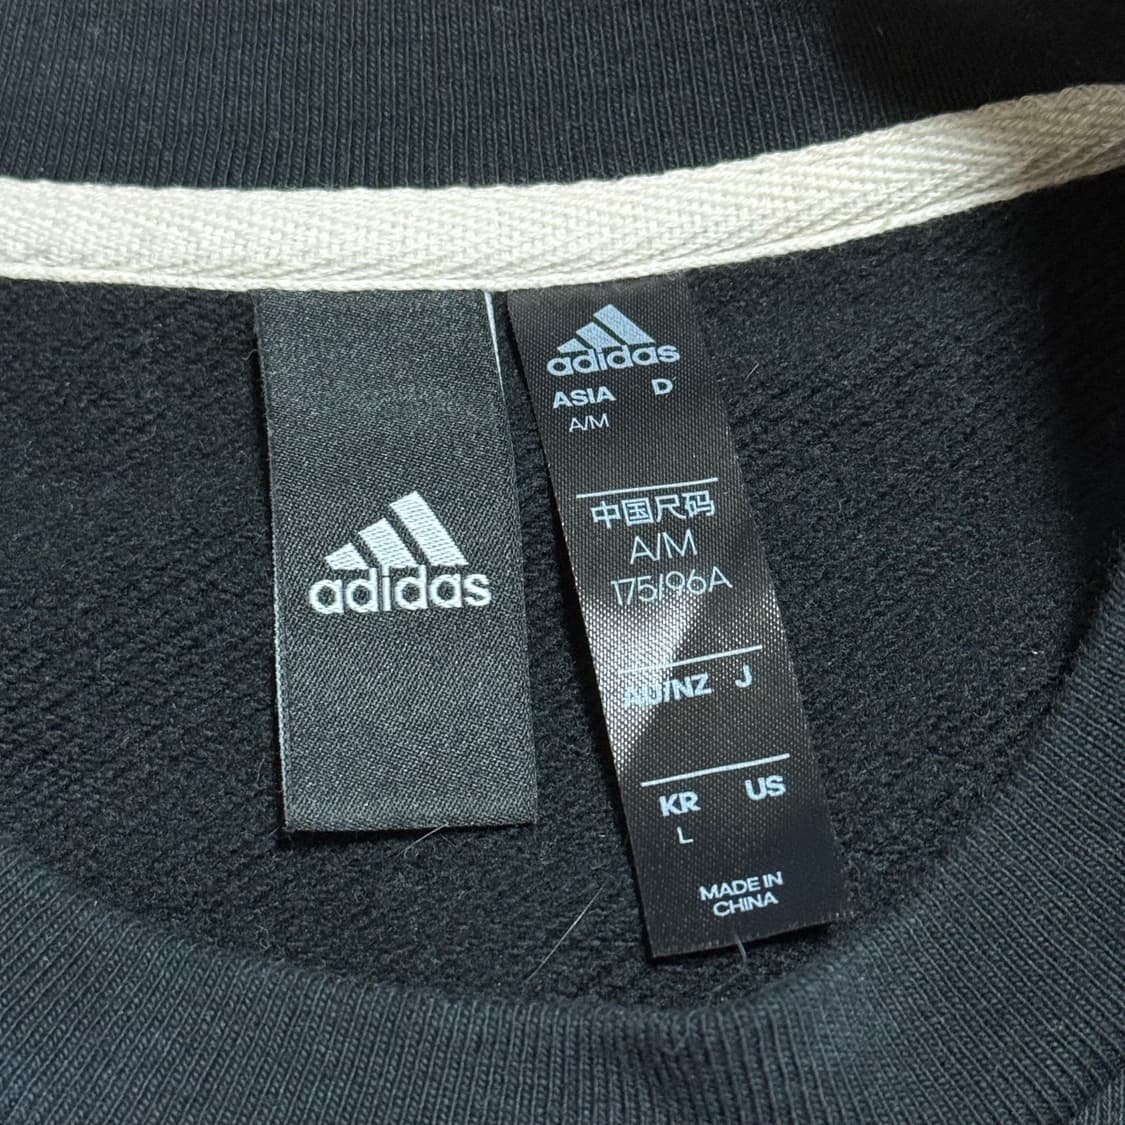 adidas
adidas
ASIA D
A/M
中国尺码
A/M
175/96A
AU/NZ J
KR US
L
MADE IN
CHINA